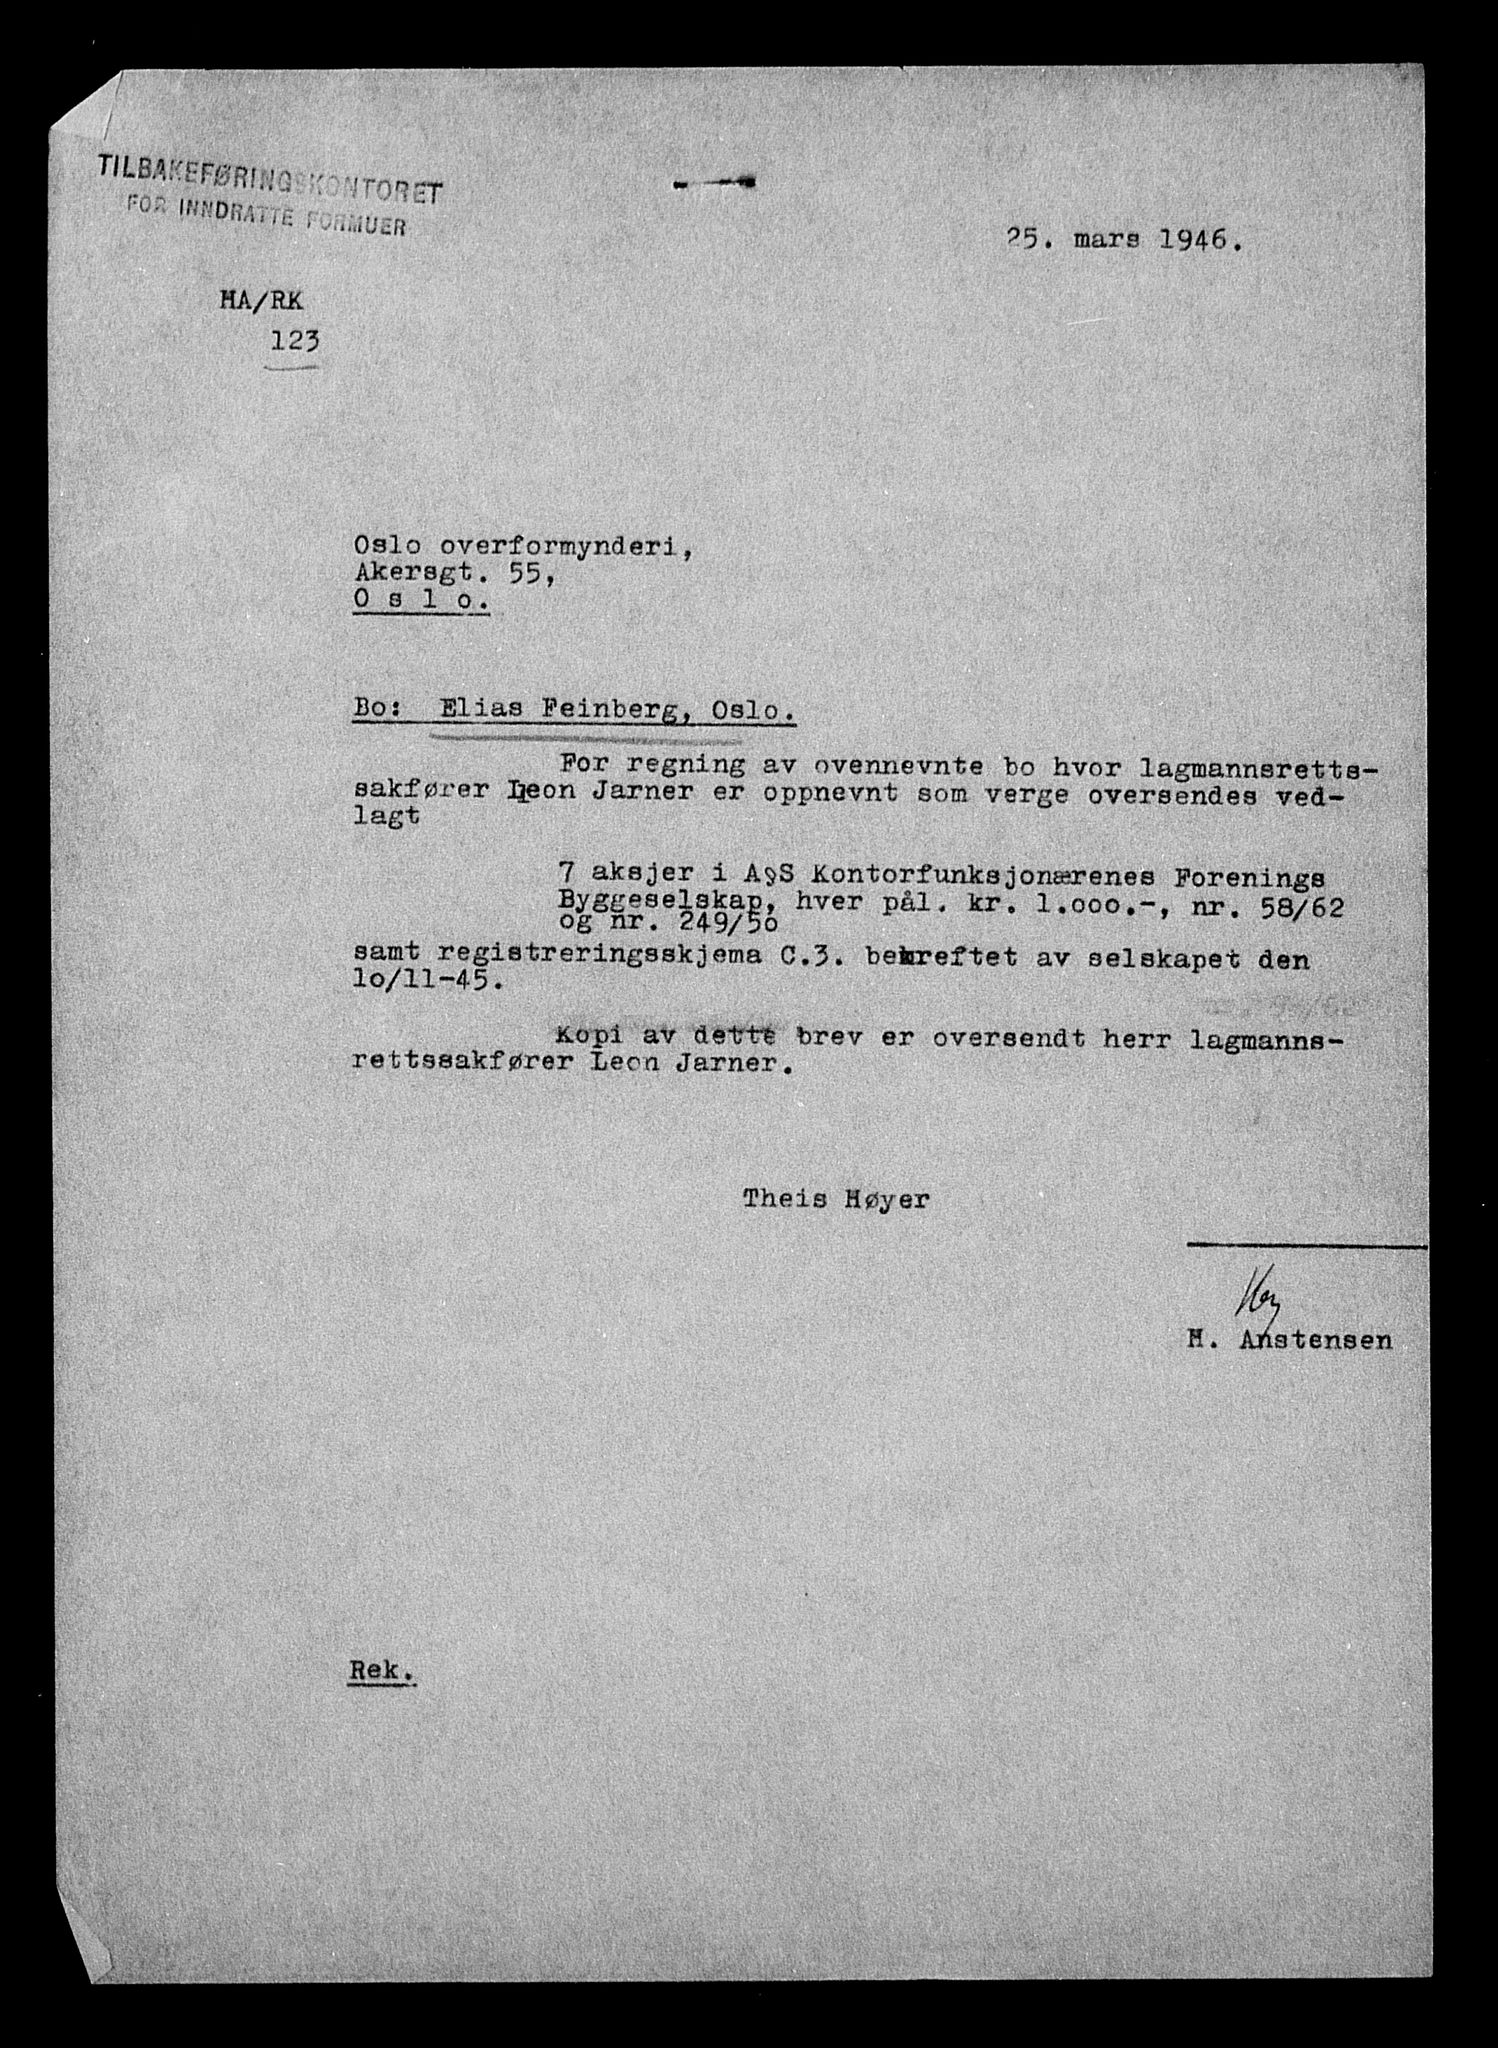 TILBAKEFØRINGSKONTORET
FOR INNDRATTE FORMUER
25. mars 1946.
HA/RK
123
Oslo overformynderi,
Akersgt. 55,
O s l o.
Bo: Elias Feinberg, Oslo.
For regning av ovennevnte bo hvor lagmannsretts-
sakfører Leon Jarner er oppnevnt som verge oversendes ved-
lagt
7 aksjer i A§S Kontorfunksjonærenes Forenings
Byggeselskap, hver pål. kr. 1.ooo.-, nr. 58/62
og nr. 249/5o
samt registreringsskjema C.3. bekreftet av selskapet den
lo/11-45.
Kopi av dette brev er oversendt herr lagmanns-
rettssakfører Leon Jarner.
Theis Høyer
H. Anstensen
Rek.